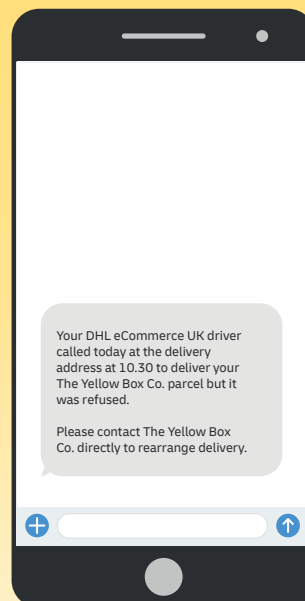 Your DHL eCommerce UK driver
called today at the delivery
address at 10.30 to deliver your
The Yellow Box Co. parcel but it
was refused.
Please contact The Yellow Box
Co. directly to rearrange delivery.